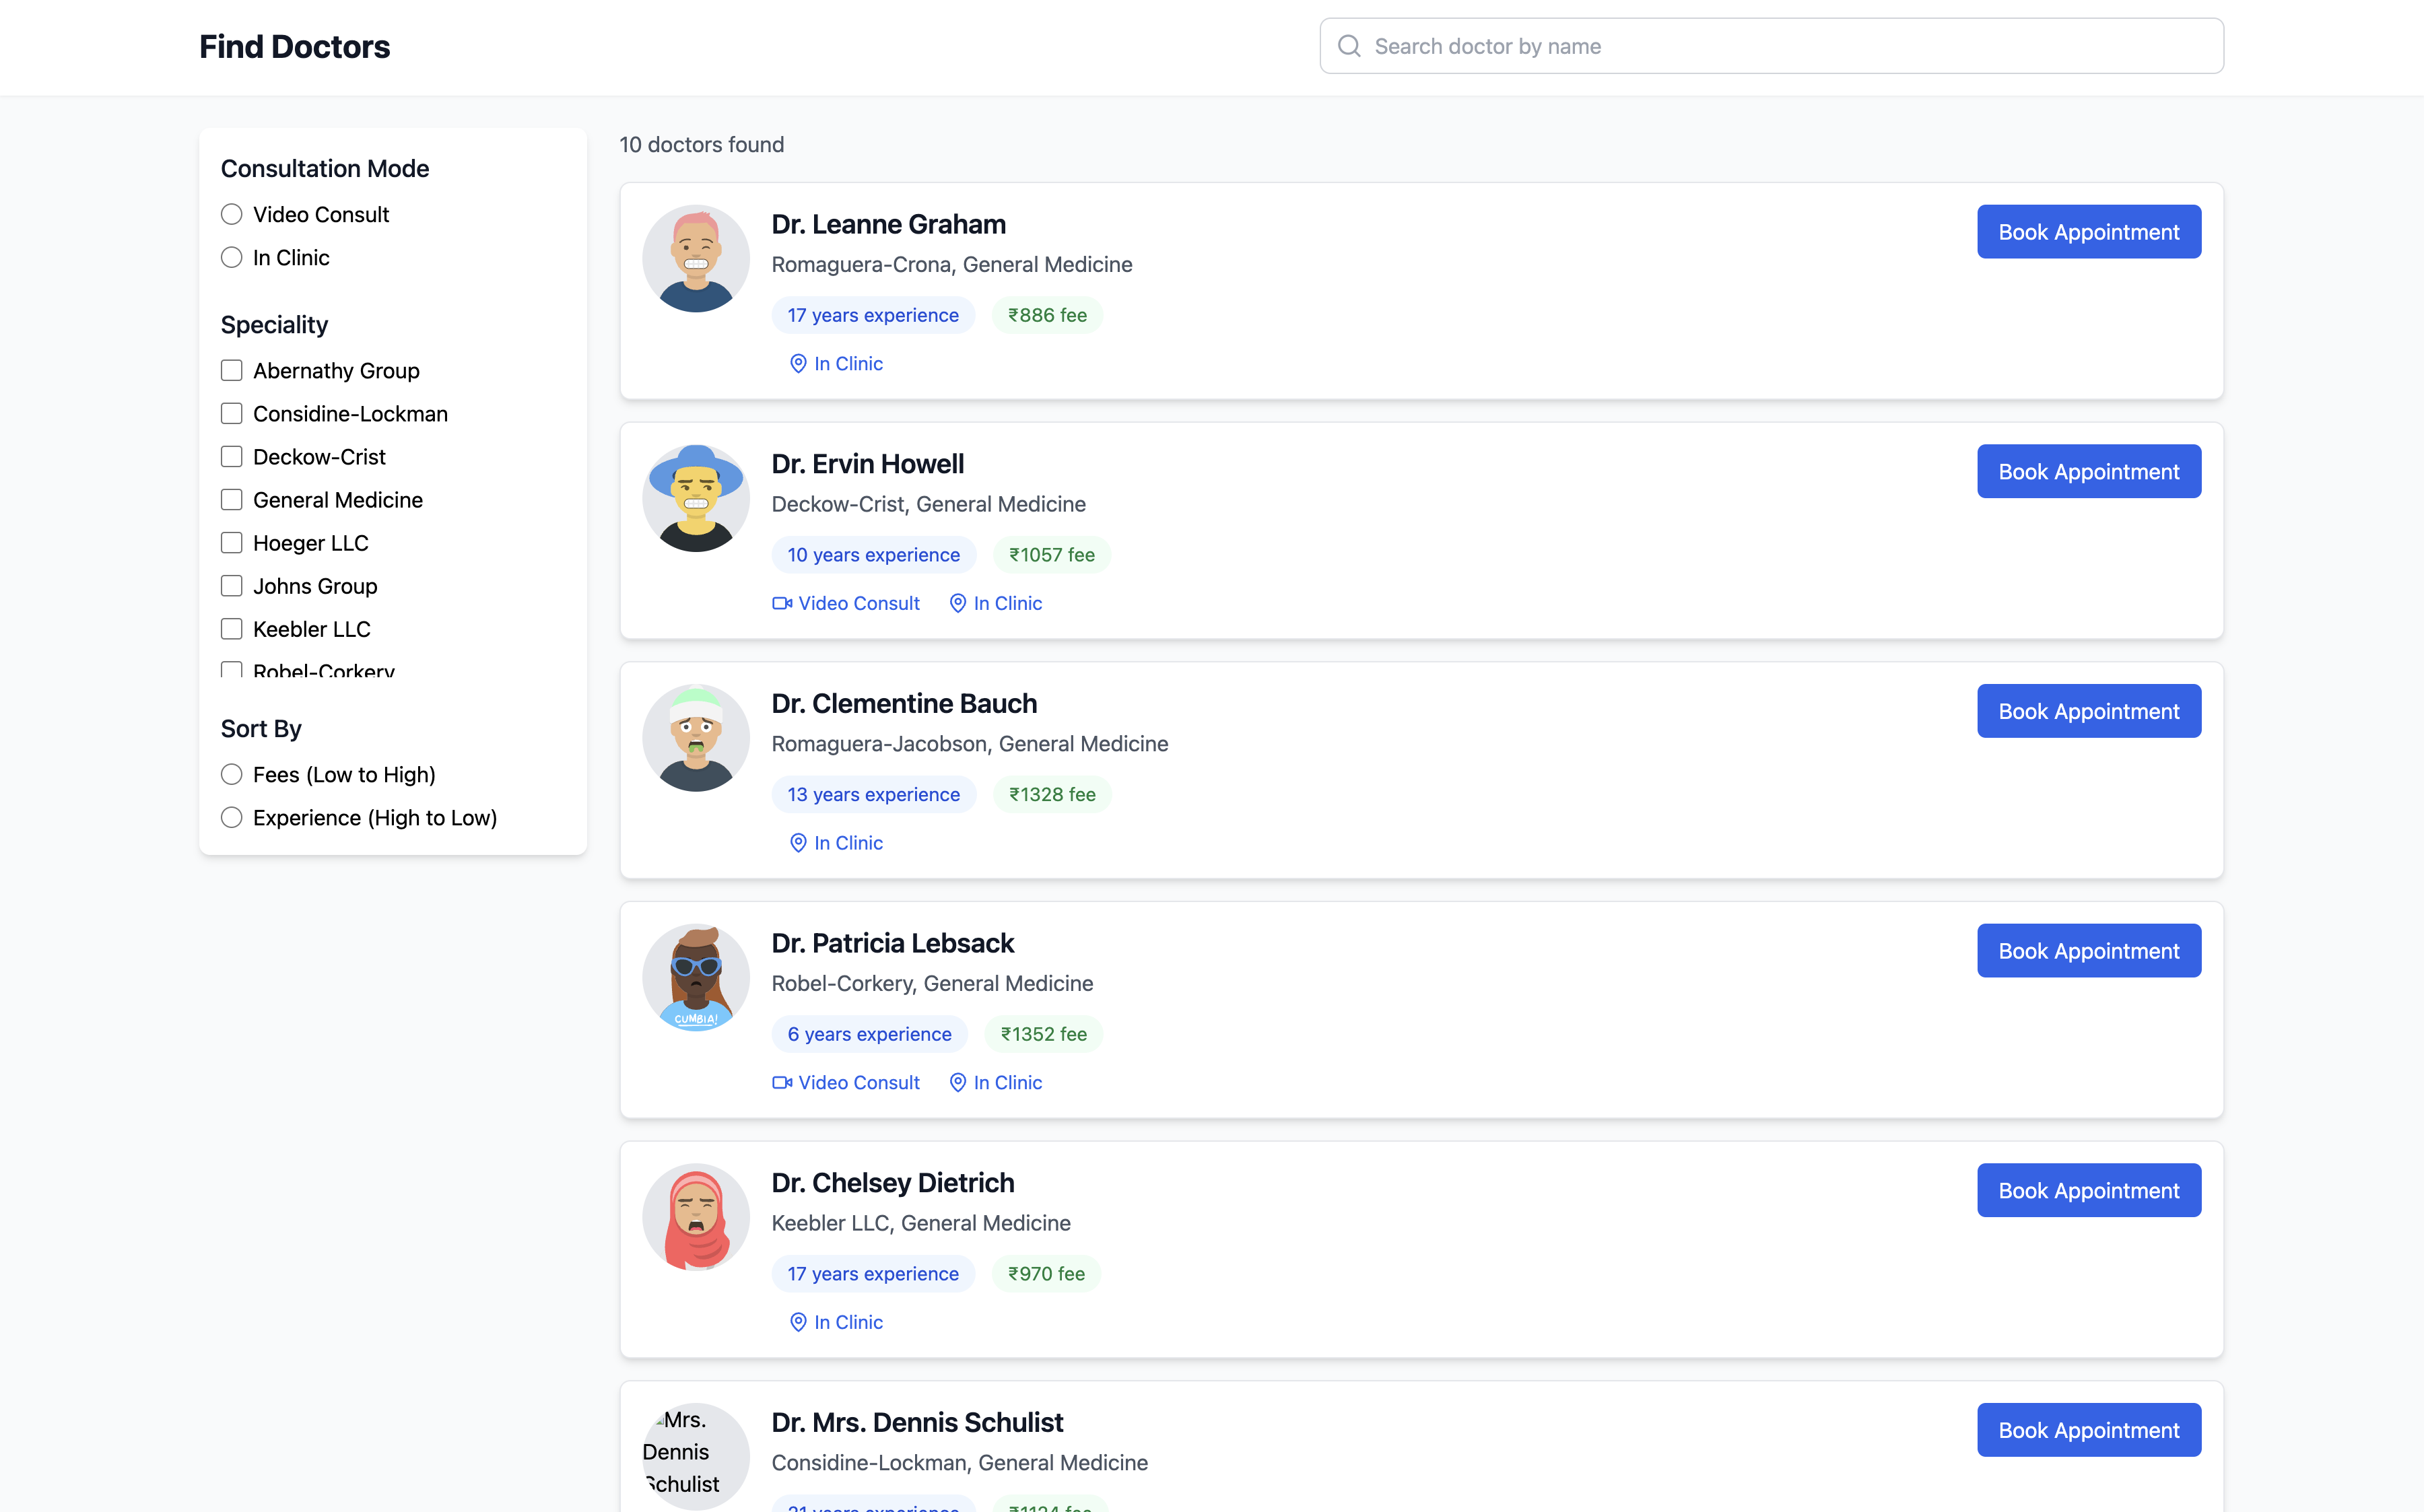 Find Doctors
Search doctor by name
Consultation Mode
Video Consult
In Clinic
Speciality
Abernathy Group
Considine-Lockman
Deckow-Crist
General Medicine
Hoeger LLC
Johns Group
Keebler LLC
Robel-Corkery
Sort By
Fees (Low to High)
Experience (High to Low)
10 doctors found
Dr. Leanne Graham
Book Appointment
Romaguera-Crona, General Medicine
17 years experience ₹886 fee
In Clinic
Dr. Ervin Howell
Book Appointment
Deckow-Crist, General Medicine
10 years experience ₹1057 fee
Video Consult In Clinic
Dr. Clementine Bauch
Book Appointment
Romaguera-Jacobson, General Medicine
13 years experience ₹1328 fee
In Clinic
CUMBIA!
Dr. Patricia Lebsack
Book Appointment
Robel-Corkery, General Medicine
6 years experience ₹1352 fee
Video Consult In Clinic
Dr. Chelsey Dietrich
Book Appointment
Keebler LLC, General Medicine
17 years experience ₹970 fee
In Clinic
Mrs.
Dennis
Schulist
Dr. Mrs. Dennis Schulist
Book Appointment
Considine-Lockman, General Medicine
21 years experience ₹1124 fee